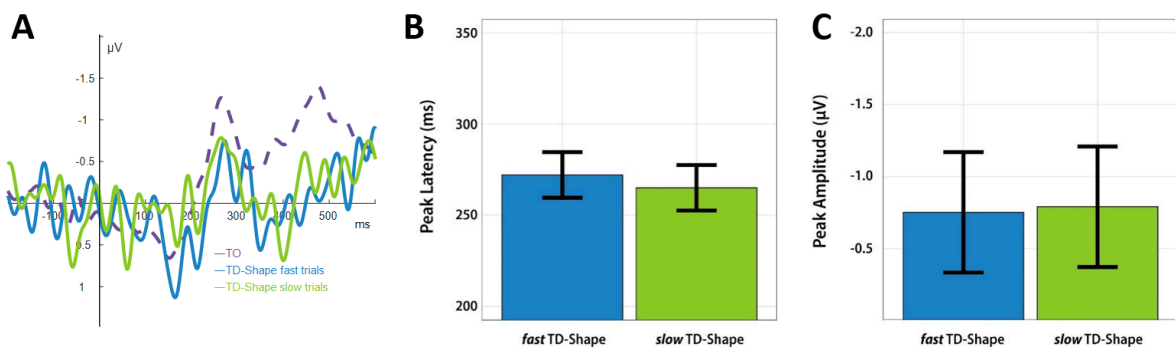 A
µV
-1.5
-1
-0.5
-100
100
200
300
500
ms
0.5
1
—TO
—TD-Shape fast trials
—TD-Shape slow trials
B
Peak Latency (ms)
350
300
250
200
fast TD-Shape
slow TD-Shape
C
Peak Amplitude (µV)
-2.0
-1.5
-1.0
-0.5
fast TD-Shape
slow TD-Shape